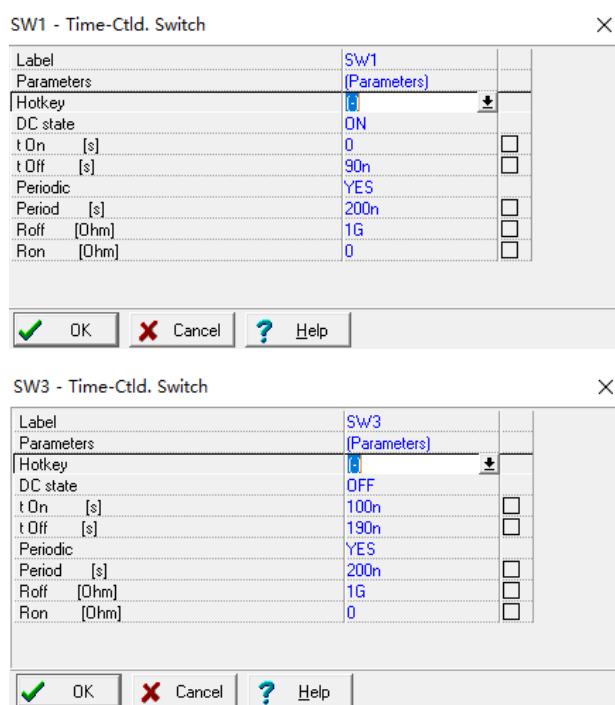 SW1 - Time-Ctld. Switch
Label SW1
Parameters (Parameters)
Hotkey [-]
DC state ON
t On [s] 0
t Off [s] 90n
Periodic YES
Period [s] 200n
Roff [Ohm] 1G
Ron [Ohm] 0
OK Cancel ? Help
SW3 - Time-Ctld. Switch
Label SW3
Parameters (Parameters)
Hotkey [-]
DC state OFF
t On [s] 100n
t Off [s] 190n
Periodic YES
Period [s] 200n
Roff [Ohm] 1G
Ron [Ohm] 0
OK Cancel ? Help